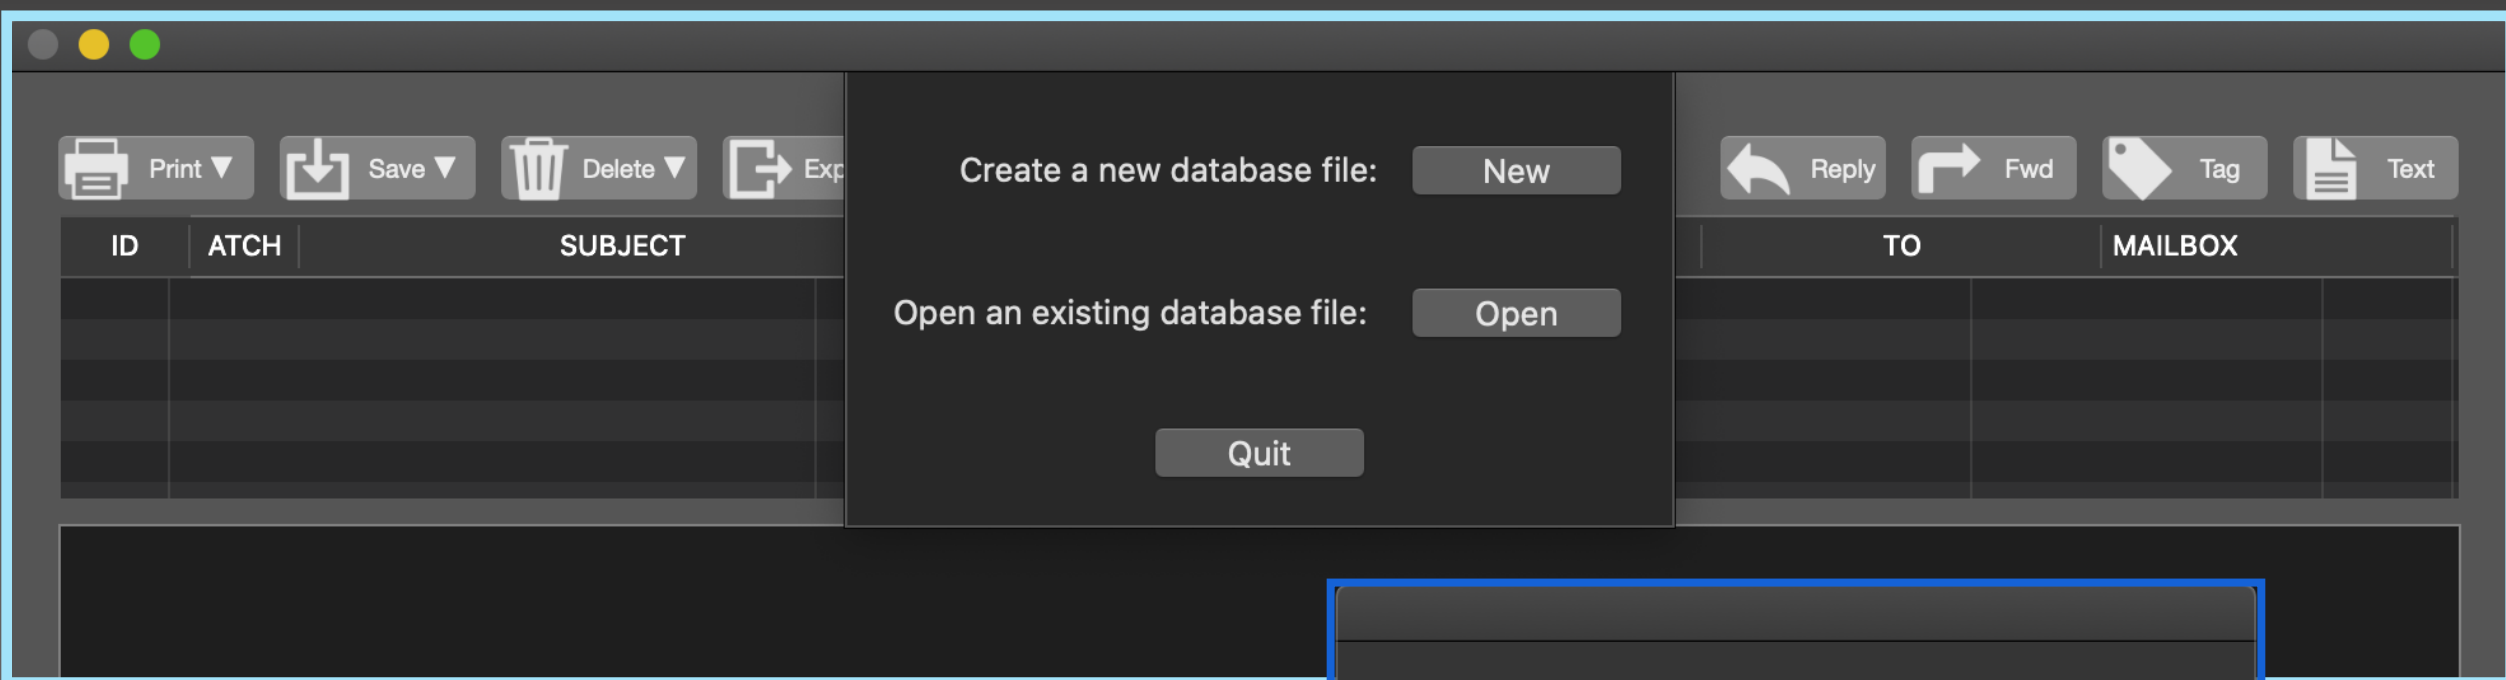 Create a new database file: New
Print ▼ Save ▼ Delete ▼ Exp Reply Fwd Tag Text
ID ATCH SUBJECT TO MAILBOX
Open an existing database file: Open
Quit